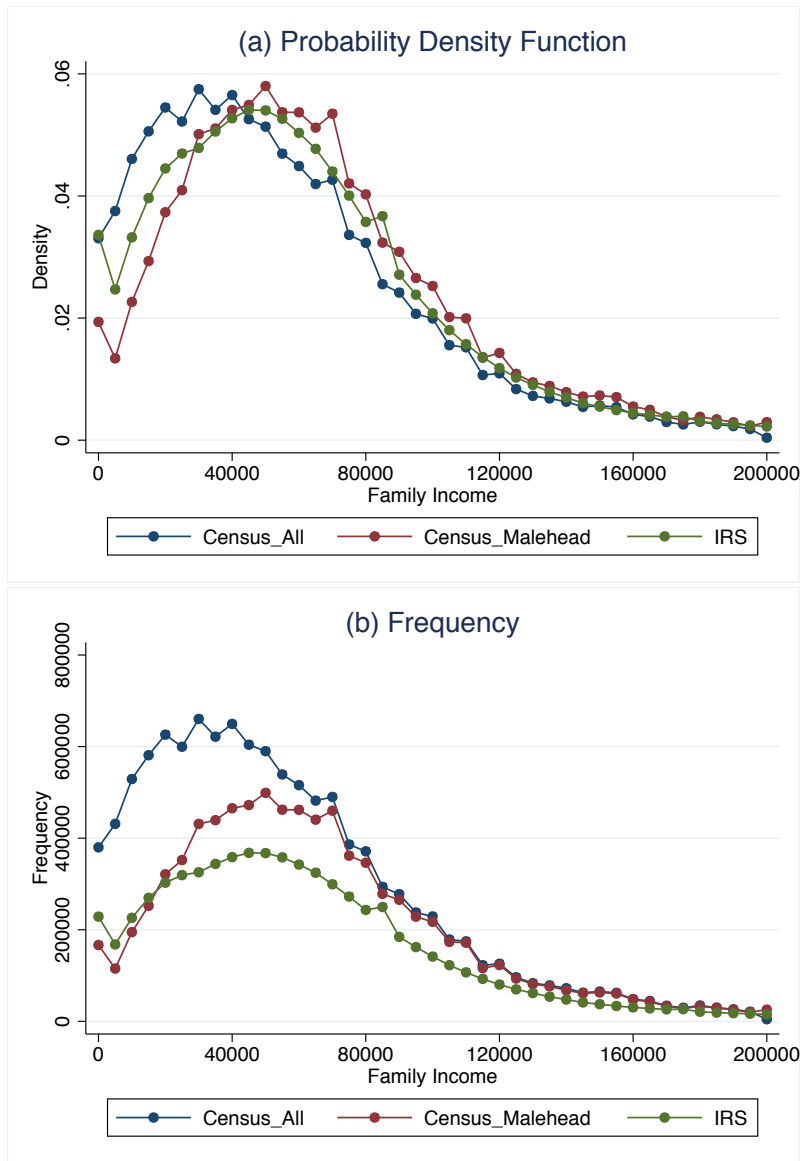 (a) Probability Density Function
.06
.04
.02
0
Density
0 40000 80000 120000 160000 200000
Family Income
Census_All Census_Malehead IRS
(b) Frequency
800000
600000
400000
200000
0
Frequency
0 40000 80000 120000 160000 200000
Family Income
Census_All Census_Malehead IRS